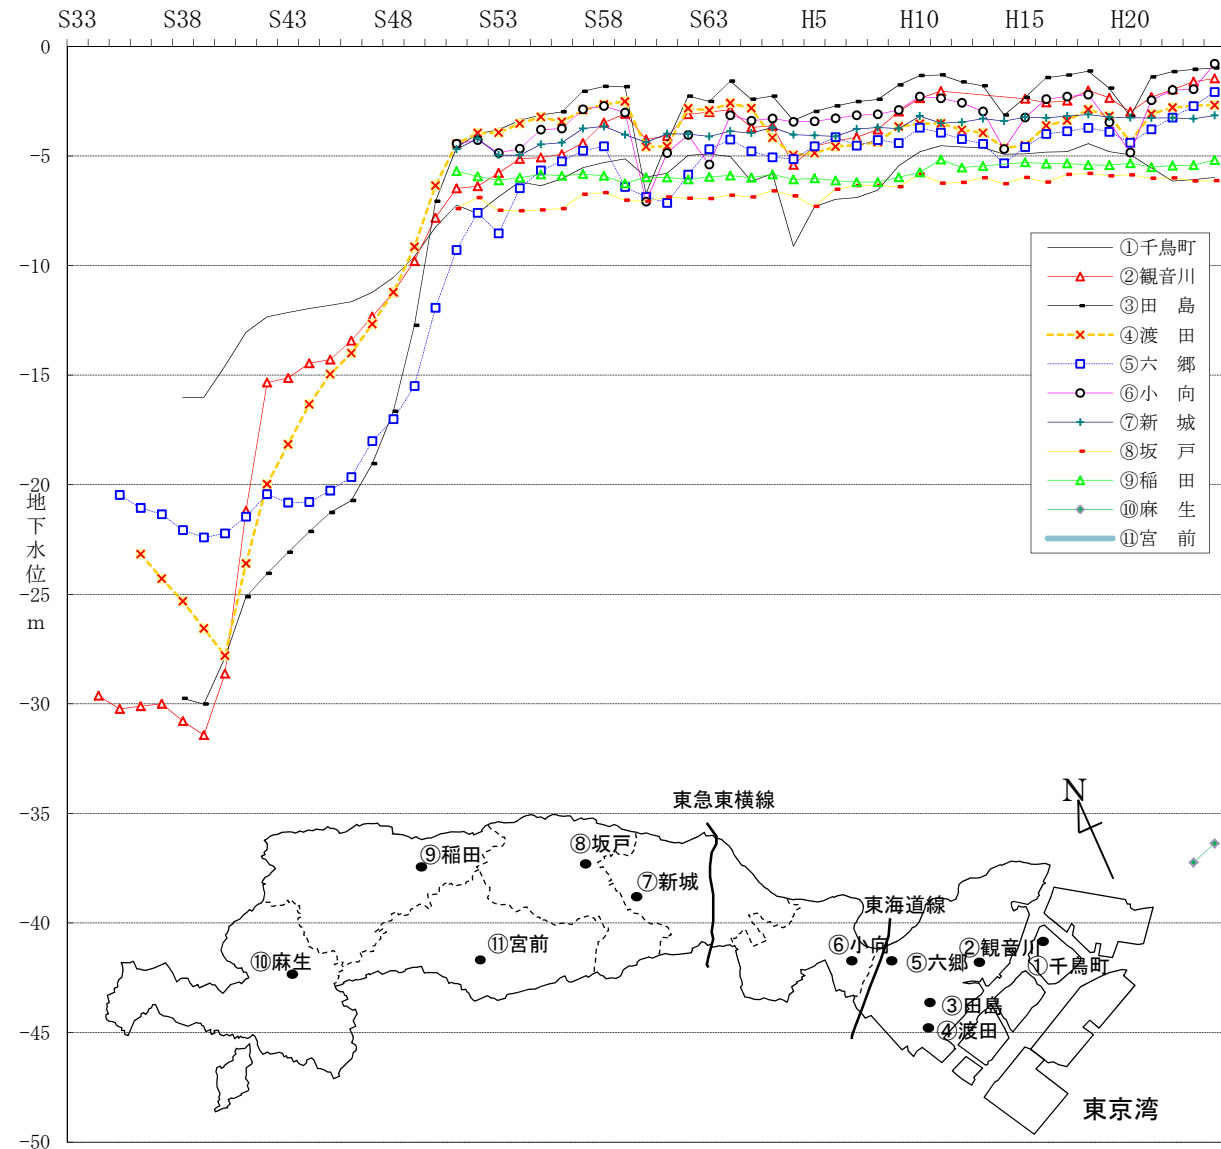 S33 S38 S43 S48 S53 S58 S63 H5 H10 H15 H20
0
-5
-10
-15
-20
-25
-30
-35
-40
-45
-50
地下水位 m
①千鳥町
②観音川
③田 島
④渡 田
⑤六 郷
⑥小 向
⑦新 城
⑧坂 戸
⑨稲 田
⑩麻 生
⑪宮 前
N
東急東横線
⑧坂戸
⑨稲田
⑦新城
東海道線
⑪宮前
⑥小向
②観音川
⑩麻生
⑤六郷
①千鳥町
③田島
④渡田
東京湾